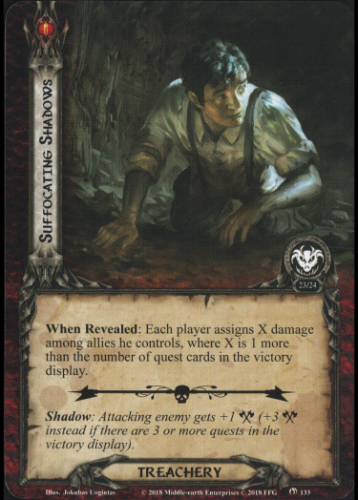 SUFFOCATING SHADOWS
23/24
When Revealed: Each player assigns X damage
among allies he controls, where X is 1 more
than the number of quest cards in the victory
display.
Shadow: Attacking enemy gets +1 (+3
instead if there are 3 or more quests in the
victory display).
TREACHERY
Illus. Jokubas Uogintas
© 2018 Middle-earth Enterprises © 2018 FFG
133